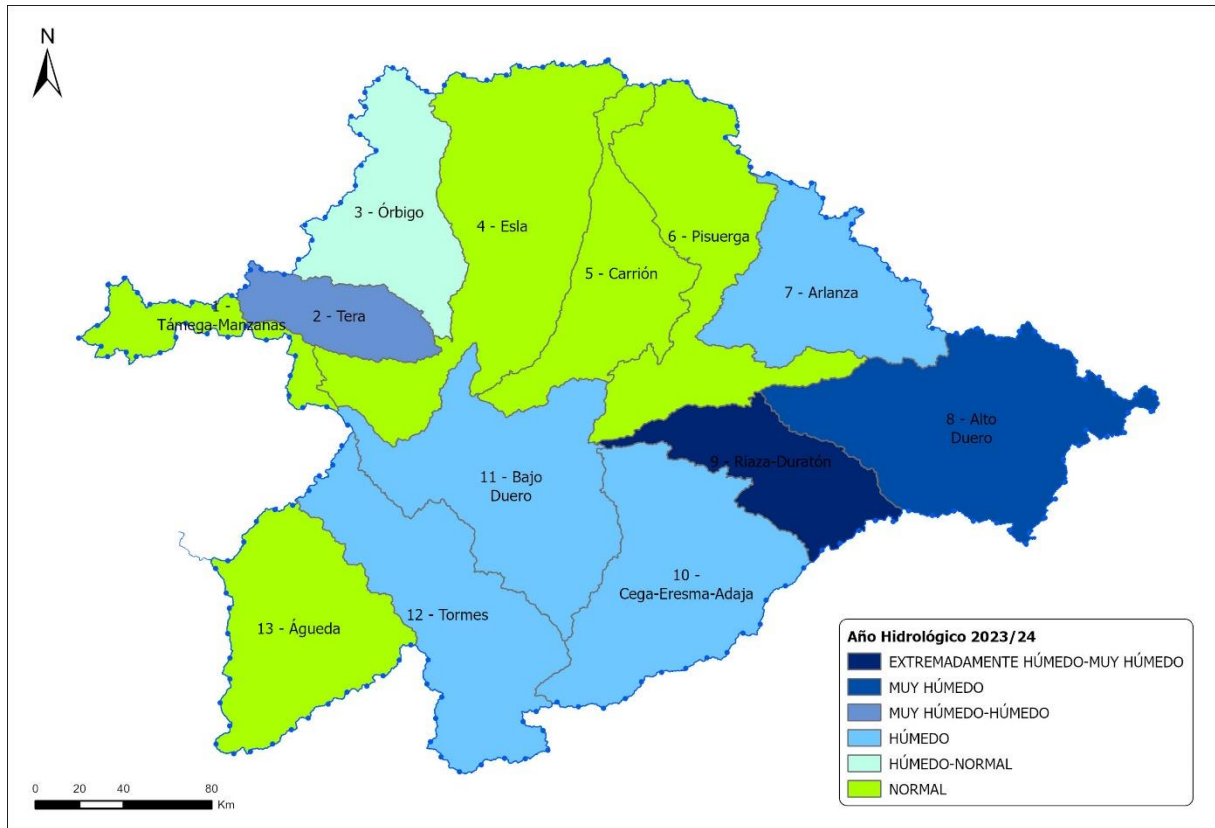 N
3 - Órbigo
4 - Esla
6 - Pisuerga
5 - Carrión
7 - Arlanza
1 -
Támega-Manzanas
2 - Tera
8 - Alto
Duero
9 - Riaza-Duratón
11 - Bajo
Duero
10 -
Cega-Eresma-Adaja
12 - Tormes
13 - Águeda
Año Hidrológico 2023/24
EXTREMADAMENTE HÚMEDO-MUY HÚMEDO
MUY HÚMEDO
MUY HÚMEDO-HÚMEDO
HÚMEDO
HÚMEDO-NORMAL
NORMAL
0 20 40 80
Km